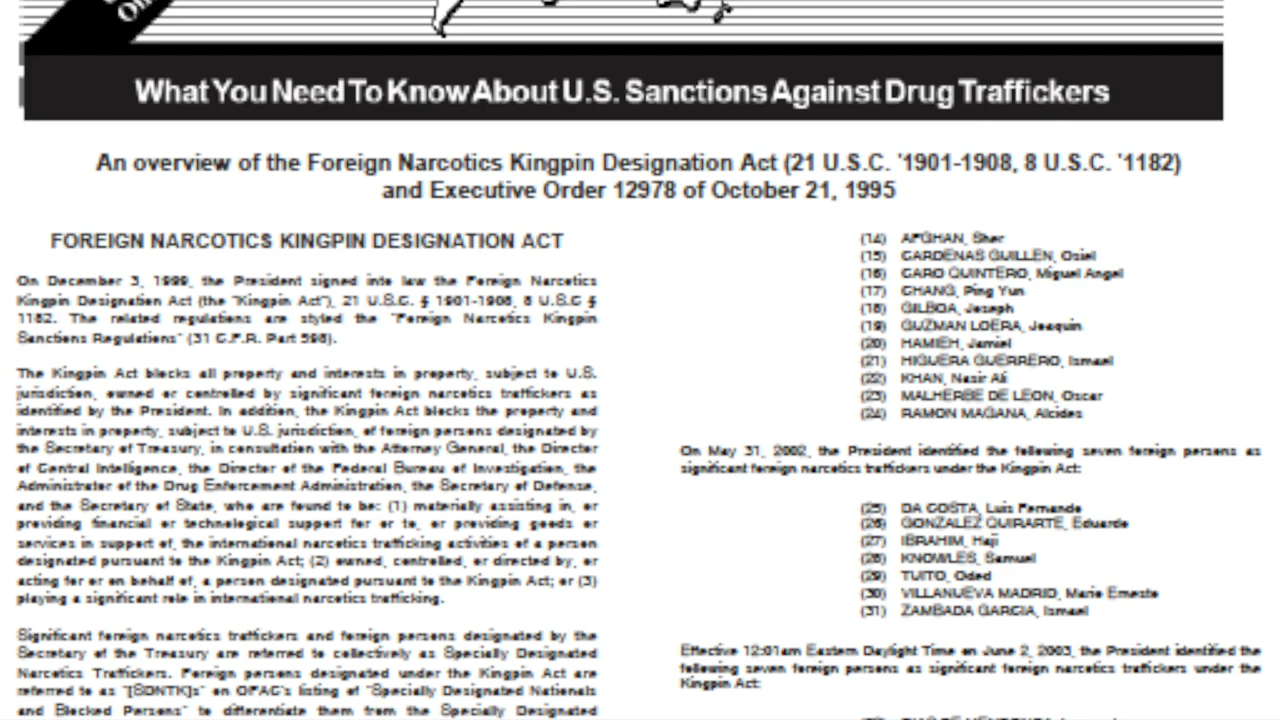 What You Need To Know About U.S. Sanctions Against Drug Traffickers
An overview of the Foreign Narcotics Kingpin Designation Act (21 U.S.C. '1901-1908, 8 U.S.C. '1182)
and Executive Order 12978 of October 21, 1995
FOREIGN NARCOTICS KINGPIN DESIGNATION ACT
On December 3, 1999, the President signed into law the Foreign Narcotics
Kingpin Designation Act (the "Kingpin Act"), 21 U.S.C. § 1901-1908, 8 U.S.C §
1182. The related regulations are styled the "Foreign Narcotics Kingpin
Sanctions Regulations" (31 C.F.R. Part 598).
The Kingpin Act blocks all property and interests in property, subject to U.S.
jurisdiction, owned or controlled by significant foreign narcotics traffickers as
identified by the President. In addition, the Kingpin Act blocks the property and
interests in property, subject to U.S. jurisdiction, of foreign persons designated by
the Secretary of Treasury, in consultation with the Attorney General, the Director
of Central Intelligence, the Director of the Federal Bureau of Investigation, the
Administrator of the Drug Enforcement Administration, the Secretary of Defense,
and the Secretary of State, who are found to be: (1) materially assisting in, or
providing financial or technological support for or to, or providing goods or
services in support of, the international narcotics trafficking activities of a person
designated pursuant to the Kingpin Act; (2) owned, controlled, or directed by, or
acting for or on behalf of, a person designated pursuant to the Kingpin Act; or (3)
playing a significant role in international narcotics trafficking.
Significant foreign narcotics traffickers and foreign persons designated by the
Secretary of the Treasury are referred to collectively as Specially Designated
Narcotics Traffickers. Foreign persons designated under the Kingpin Act are
referred to as "[SDNTK]s" on OFAC's listing of "Specially Designated Nationals
and Blocked Persons" to differentiate them from the Specially Designated
(14) AFGHAN, Sher
(15) CARDENAS GUILLEN, Osiel
(16) CARO QUINTERO, Miguel Angel
(17) CHANG, Ping Yun
(18) GILBOA, Joseph
(19) GUZMAN LOERA, Joaquin
(20) HAMIEH, Jamiel
(21) HIGUERA GUERRERO, Ismael
(22) KHAN, Nasir Ali
(23) MALHERBE DE LEON, Oscar
(24) RAMON MAGANA, Alcides
On May 31, 2002, the President identified the following seven foreign persons as
significant foreign narcotics traffickers under the Kingpin Act:
(25) DA COSTA, Luis Fernando
(26) GONZALEZ QUIRARTE, Eduardo
(27) IBRAHIM, Haji
(28) KNOWLES, Samuel
(29) TUITO, Oded
(30) VILLANUEVA MADRID, Mario Ernesto
(31) ZAMBADA GARCIA, Ismael
Effective 12:01am Eastern Daylight Time on June 2, 2003, the President identified the
following seven foreign persons as significant foreign narcotics traffickers under the
Kingpin Act: